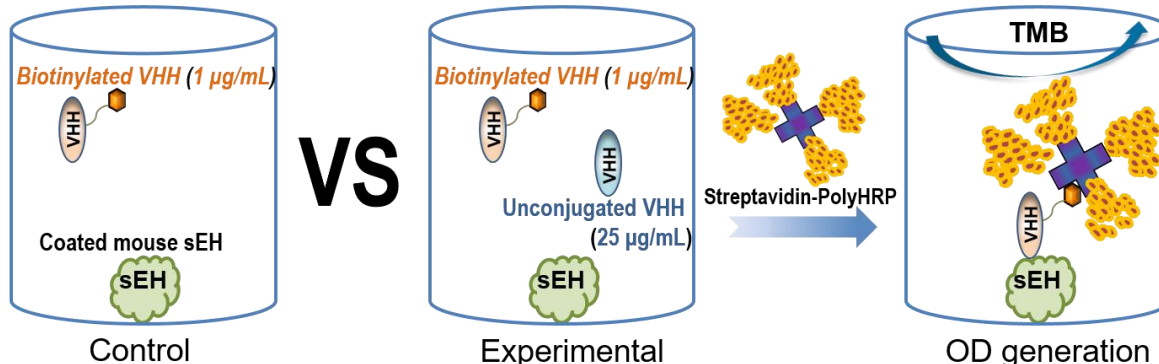 Biotinylated VHH (1 µg/mL)
VHH
Coated mouse sEH
sEH
Control
VS
Biotinylated VHH (1 µg/mL)
VHH
VHH
Unconjugated VHH
(25 µg/mL)
sEH
Experimental
Streptavidin-PolyHRP
TMB
VHH
sEH
OD generation